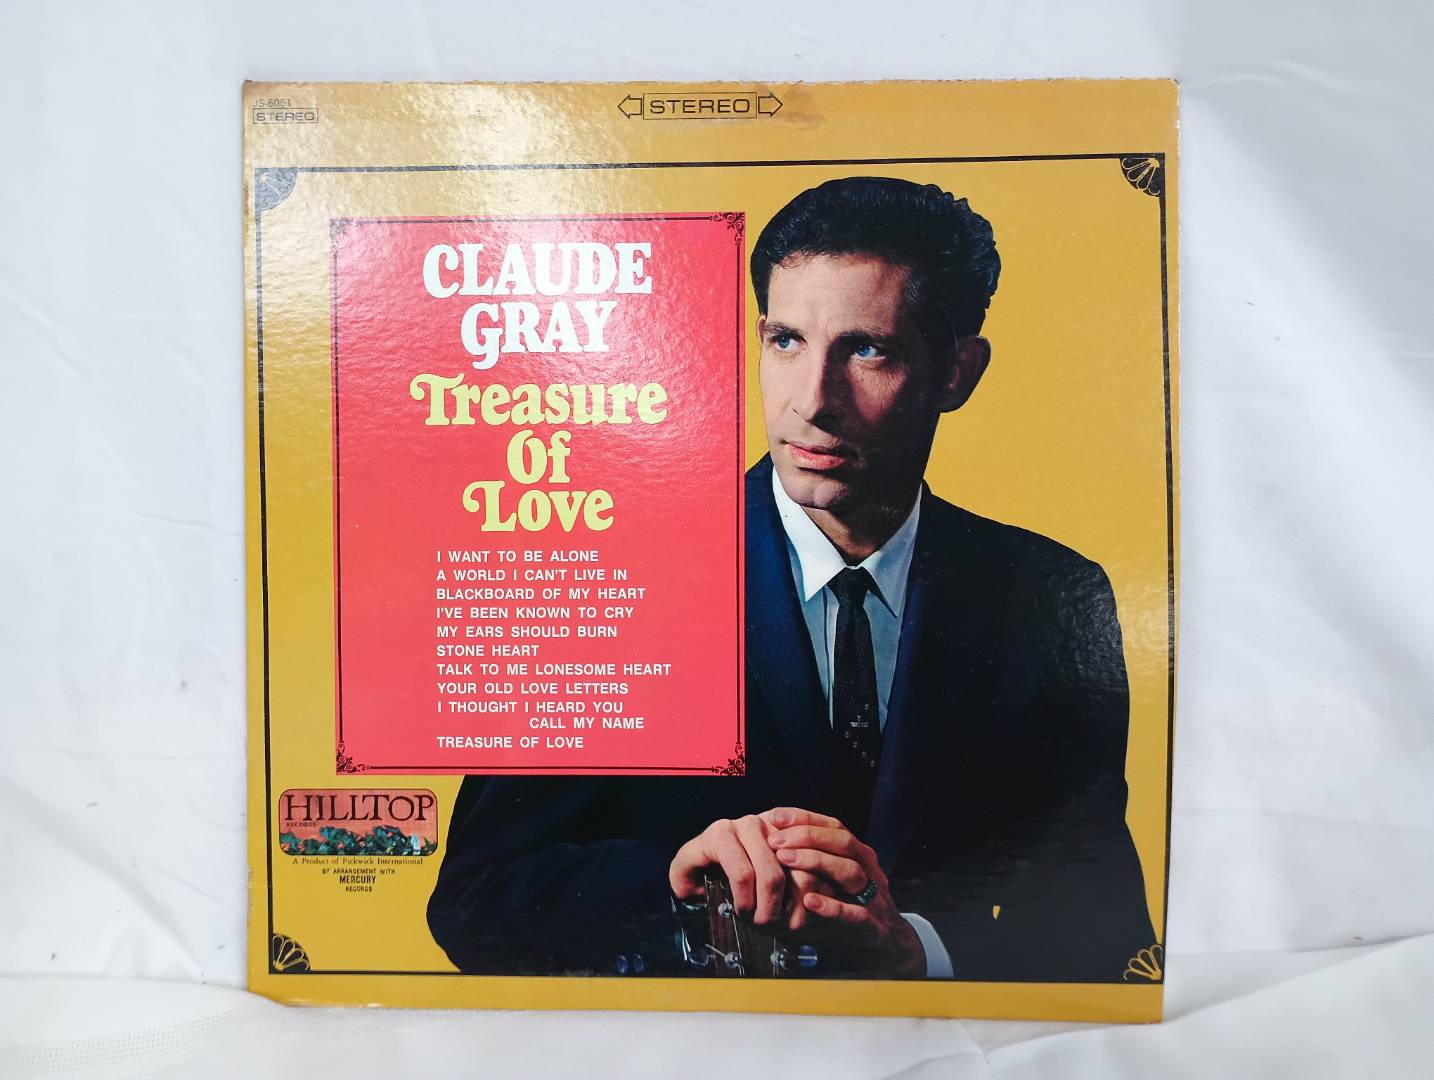 JS-6051
STEREO
STEREO
CLAUDE
GRAY
Treasure
Of
Love
I WANT TO BE ALONE
A WORLD I CAN'T LIVE IN
BLACKBOARD OF MY HEART
I'VE BEEN KNOWN TO CRY
MY EARS SHOULD BURN
STONE HEART
TALK TO ME LONESOME HEART
YOUR OLD LOVE LETTERS
I THOUGHT I HEARD YOU
CALL MY NAME
TREASURE OF LOVE
HILLTOP
RECORDS
A Product of Pickwick International
BY ARRANGEMENT WITH
MERCURY
RECORDS